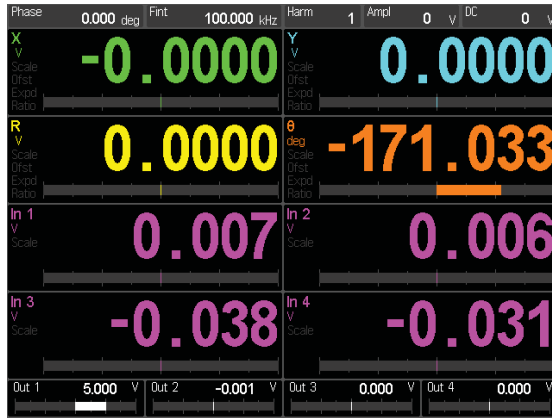 Phase 0.000 deg Fint 100.000 kHz Harm 1 Ampl 0 V DC 0 V
X
V
Scale
Ofst
Expd
Ratio
-0.0000
Y
V
Scale
Ofst
Expd
Ratio
0.0000
R
V
Scale
Ofst
Expd
Ratio
0.0000
θ
deg
Scale
Ofst
Expd
Ratio
-171.033
In 1
V
Scale
0.007
In 2
V
Scale
0.006
In 3
V
Scale
-0.038
In 4
V
Scale
-0.031
Out 1 5.000 V Out 2 -0.001 V Out 3 0.000 V Out 4 0.000 V